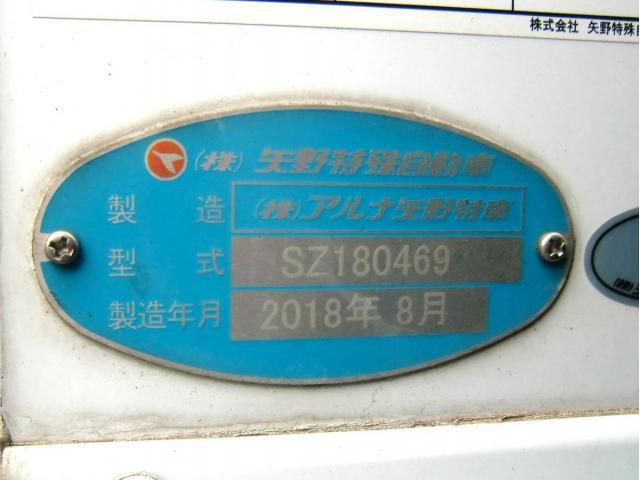 株式会社 矢野特殊自
(株) 矢野特殊自動車
製造 (株)アルナ矢野特車
型式 SZ180469
製造年月 2018年 8月
(株)